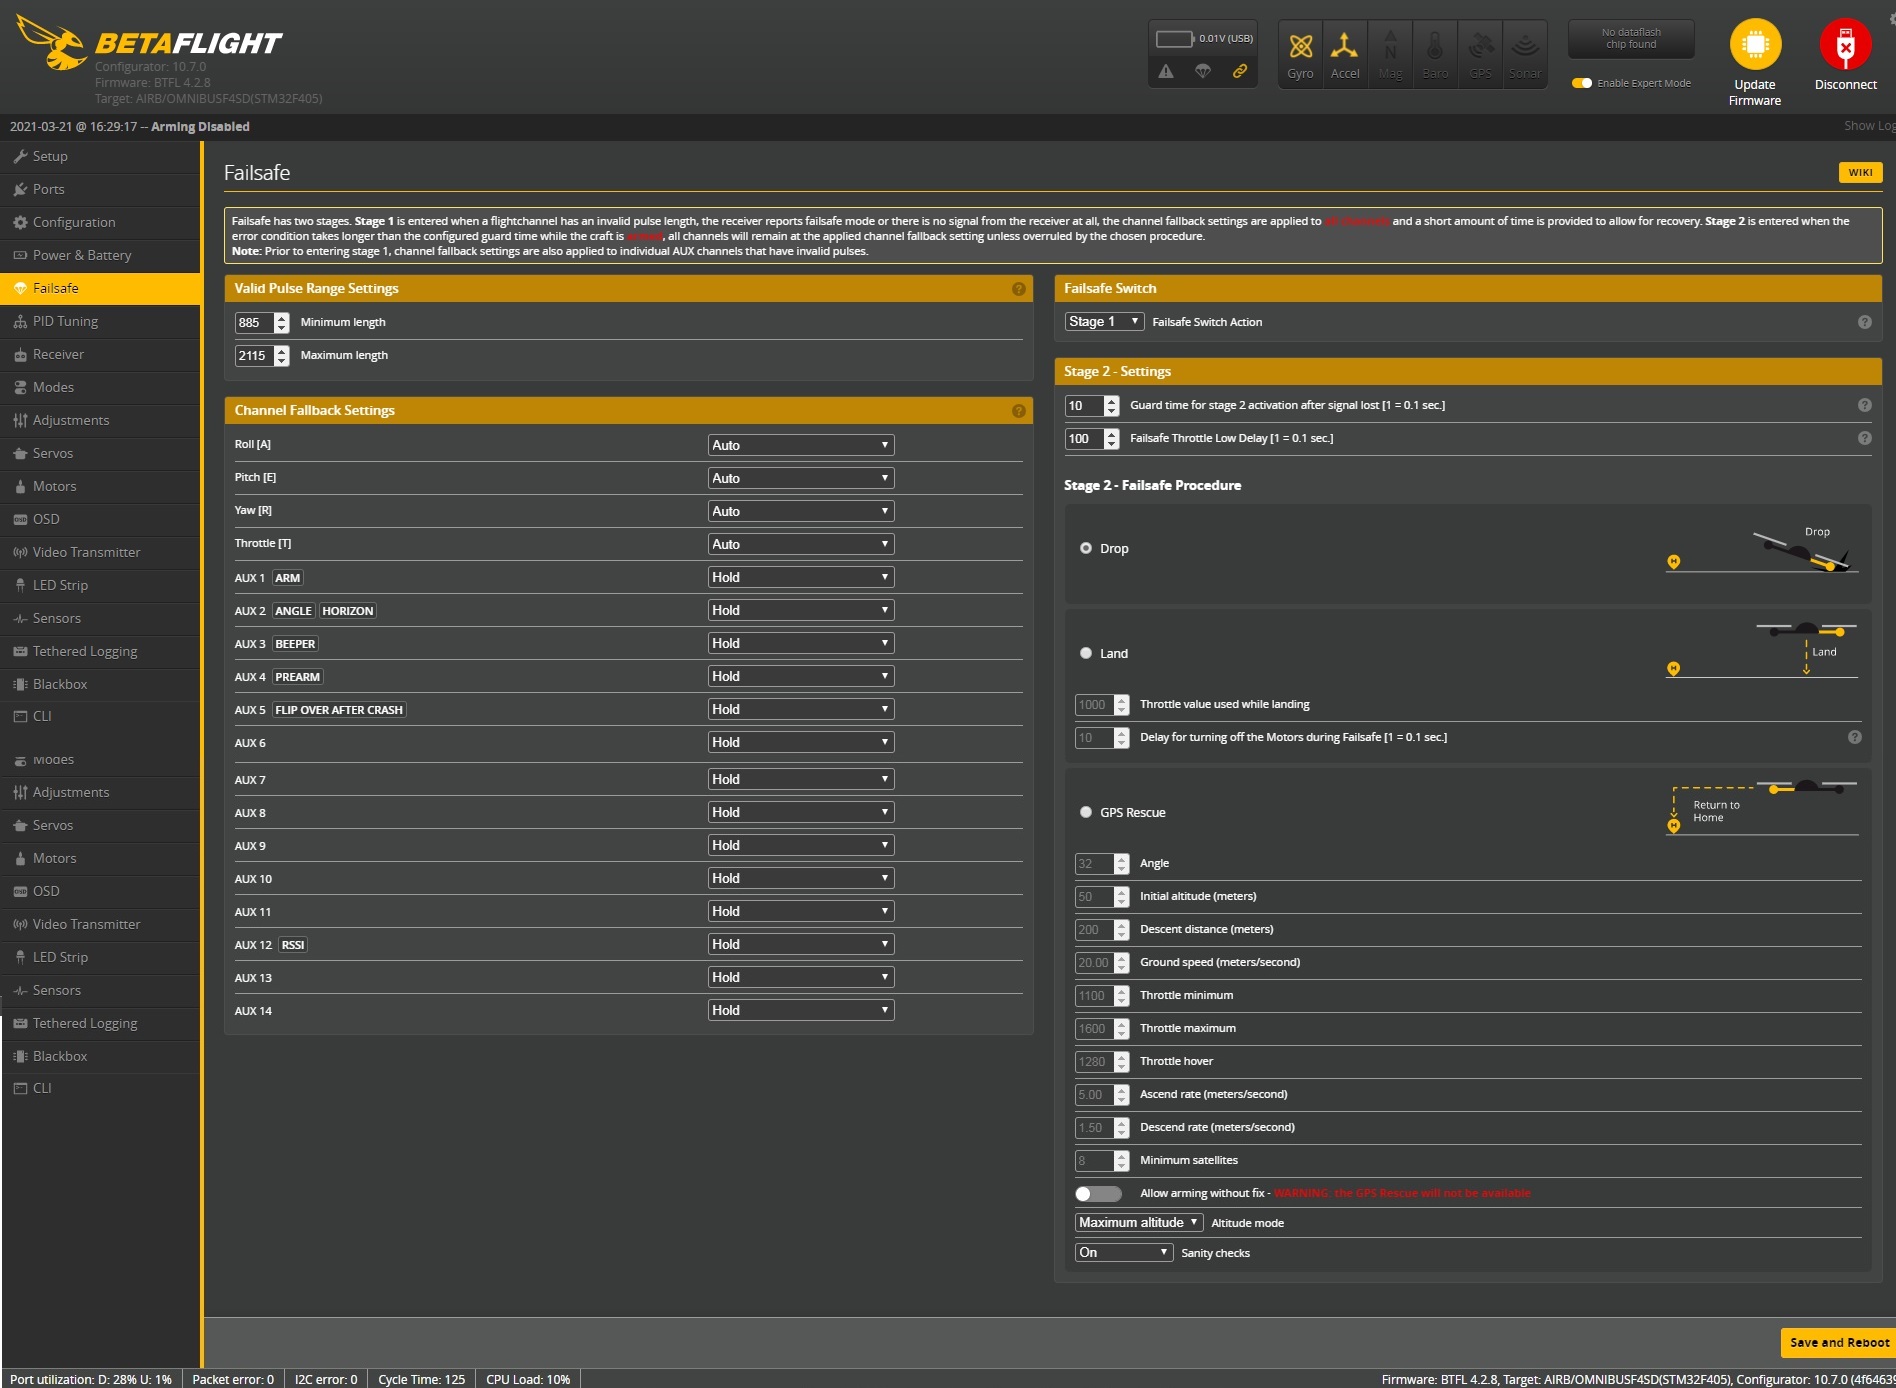 BETAFLIGHT
Configurator: 10.7.0
Firmware: BTFL 4.2.8
Target: AIRB/OMNIBUSF4SD(STM32F405)
0.01V (USB)
Gyro
Accel
Mag
Baro
GPS
Sonar
No dataflash
chip found
Enable Expert Mode
Update
Firmware
Disconnect
2021-03-21 @ 16:29:17 -- Arming Disabled
Show Log
Setup
Ports
Configuration
Power & Battery
Failsafe
PID Tuning
Receiver
Modes
Adjustments
Servos
Motors
OSD
Video Transmitter
LED Strip
Sensors
Tethered Logging
Blackbox
CLI
Modes
Adjustments
Servos
Motors
OSD
Video Transmitter
LED Strip
Sensors
Tethered Logging
Blackbox
CLI
Failsafe
WIKI
Failsafe has two stages. Stage 1 is entered when a flightchannel has an invalid pulse length, the receiver reports failsafe mode or there is no signal from the receiver at all, the channel fallback settings are applied to all channels and a short amount of time is provided to allow for recovery. Stage 2 is entered when the
error condition takes longer than the configured guard time while the craft is armed, all channels will remain at the applied channel fallback setting unless overruled by the chosen procedure.
Note: Prior to entering stage 1, channel fallback settings are also applied to individual AUX channels that have invalid pulses.
Valid Pulse Range Settings
885 Minimum length
2115 Maximum length
Channel Fallback Settings
Roll [A] Auto
Pitch [E] Auto
Yaw [R] Auto
Throttle [T] Auto
AUX 1 ARM Hold
AUX 2 ANGLE HORIZON Hold
AUX 3 BEEPER Hold
AUX 4 PREARM Hold
AUX 5 FLIP OVER AFTER CRASH Hold
AUX 6 Hold
AUX 7 Hold
AUX 8 Hold
AUX 9 Hold
AUX 10 Hold
AUX 11 Hold
AUX 12 RSSI Hold
AUX 13 Hold
AUX 14 Hold
Failsafe Switch
Stage 1 Failsafe Switch Action
Stage 2 - Settings
10 Guard time for stage 2 activation after signal lost [1 = 0.1 sec.]
100 Failsafe Throttle Low Delay [1 = 0.1 sec.]
Stage 2 - Failsafe Procedure
Drop
Drop
Land
Land
1000 Throttle value used while landing
10 Delay for turning off the Motors during Failsafe [1 = 0.1 sec.]
GPS Rescue
Return to
Home
32 Angle
50 Initial altitude (meters)
200 Descent distance (meters)
20.00 Ground speed (meters/second)
1100 Throttle minimum
1600 Throttle maximum
1280 Throttle hover
5.00 Ascend rate (meters/second)
1.50 Descend rate (meters/second)
8 Minimum satellites
Allow arming without fix - WARNING: the GPS Rescue will not be available
Maximum altitude Altitude mode
On Sanity checks
Save and Reboot
Port utilization: D: 28% U: 1% Packet error: 0 I2C error: 0 Cycle Time: 125 CPU Load: 10%
Firmware: BTFL 4.2.8, Target: AIRB/OMNIBUSF4SD(STM32F405), Configurator: 10.7.0 (4f64639